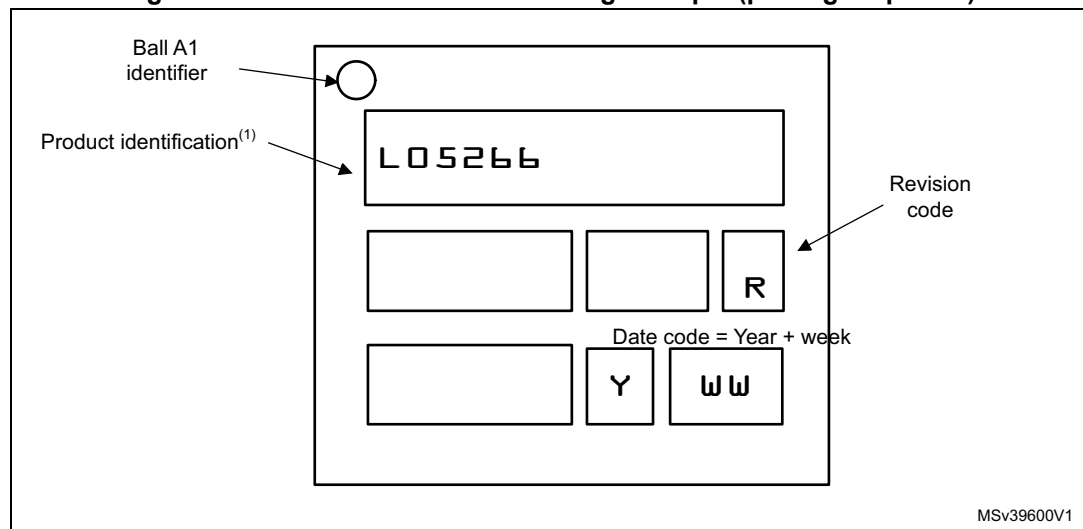 Ball A1
identifier
Product identification(1)
L05266
Revision
code
R
Date code = Year + week
Y WW
MSv39600V1